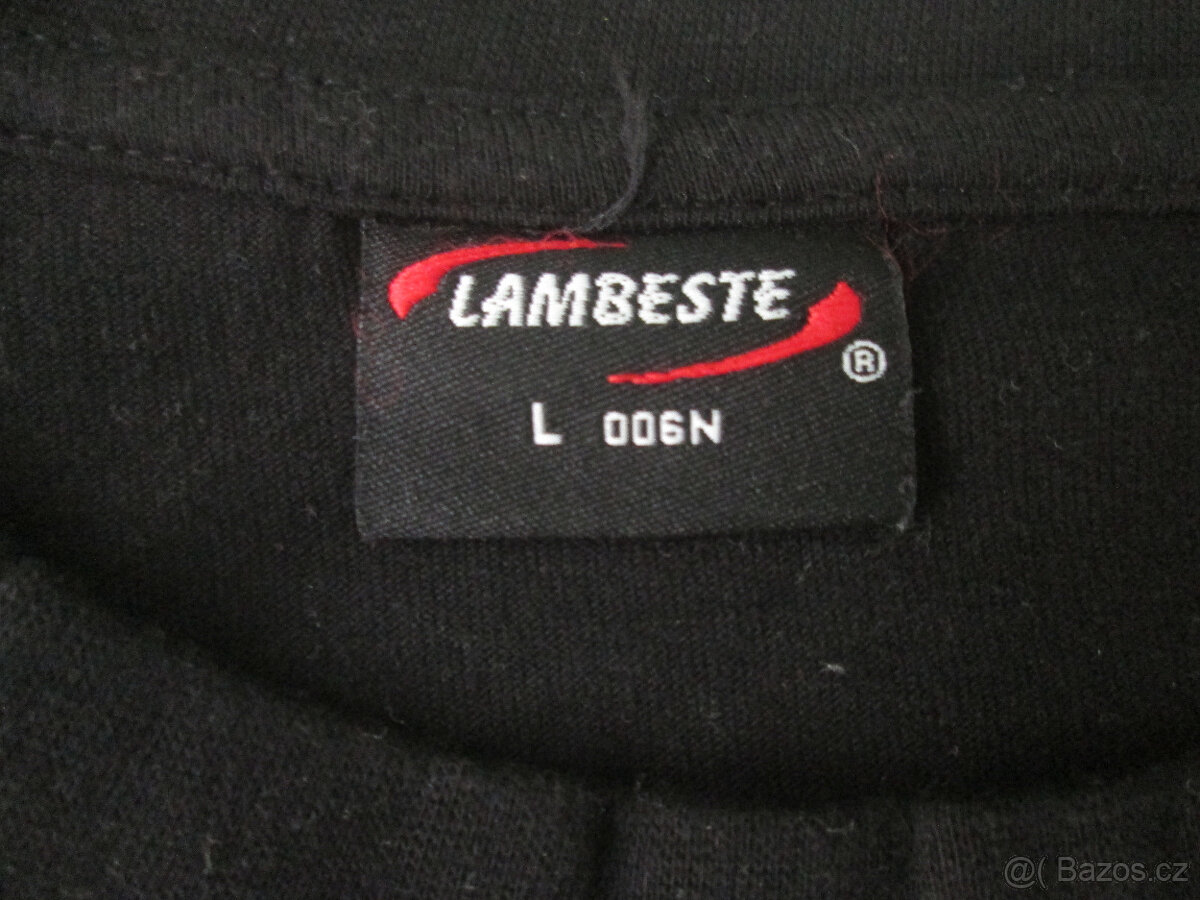 LAMBESTE
®
L 006N
@( Bazos.cz